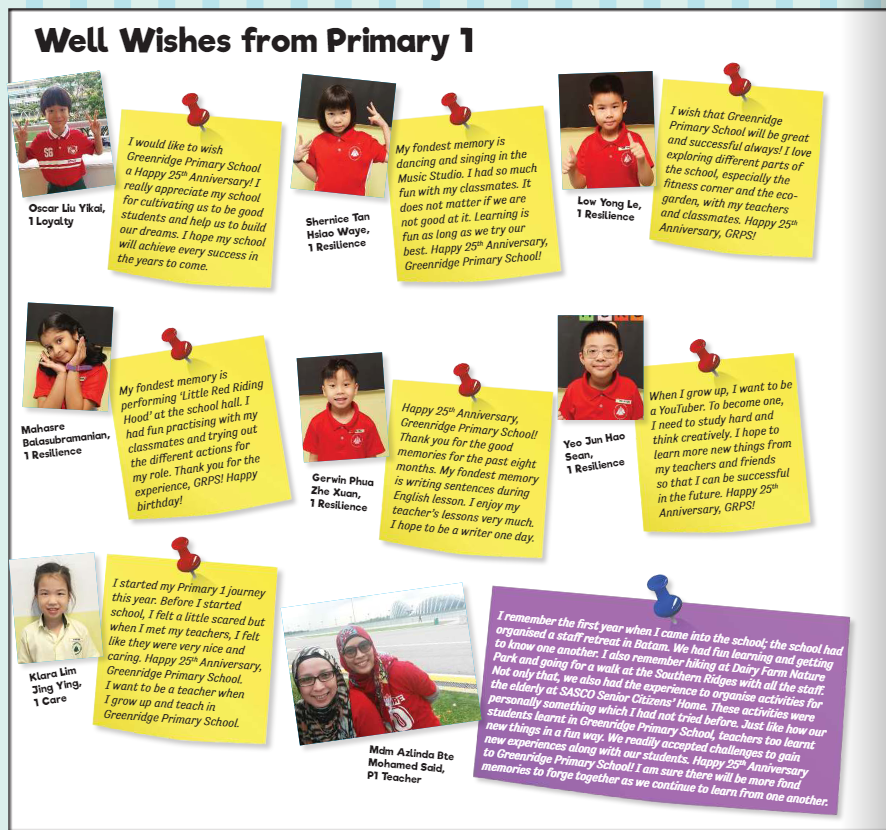 Well Wishes from Primary 1
SG
Oscar Liu Yikai,
1 Loyalty
I would like to wish
Greenridge Primary School
a Happy 25th Anniversary! I
really appreciate my school
for cultivating us to be good
students and help us to build
our dreams. I hope my school
will achieve every success in
the years to come.
Shernice Tan
Hsiao Waye,
1 Resilience
My fondest memory is
dancing and singing in the
Music Studio. I had so much
fun with my classmates. It
does not matter if we are
not good at it. Learning is
fun as long as we try our
best. Happy 25th Anniversary,
Greenridge Primary School!
Low Yong Le,
1 Resilience
I wish that Greenridge
Primary School will be great
and successful always! I love
exploring different parts of
the school, especially the
fitness corner and the eco-
garden, with my teachers
and classmates. Happy 25th
Anniversary, GRPS!
Mahasre
Balasubramanian,
1 Resilience
My fondest memory is
performing ‘Little Red Riding
Hood’ at the school hall. I
had fun practising with my
classmates and trying out
the different actions for
my role. Thank you for the
experience, GRPS! Happy
birthday!
Gerwin Phua
Zhe Xuan,
1 Resilience
Happy 25th Anniversary,
Greenridge Primary School!
Thank you for the good
memories for the past eight
months. My fondest memory
is writing sentences during
English lesson. I enjoy my
teacher’s lessons very much.
I hope to be a writer one day.
Yeo Jun Hao
Sean,
1 Resilience
When I grow up, I want to be
a YouTuber. To become one,
I need to study hard and
think creatively. I hope to
learn more new things from
my teachers and friends
so that I can be successful
in the future. Happy 25th
Anniversary, GRPS!
Klara Lim
Jing Ying,
1 Care
I started my Primary 1 journey
this year. Before I started
school, I felt a little scared but
when I met my teachers, I felt
like they were very nice and
caring. Happy 25th Anniversary,
Greenridge Primary School.
I want to be a teacher when
I grow up and teach in
Greenridge Primary School.
Mdm Azlinda Bte
Mohamed Said,
P1 Teacher
I remember the first year when I came into the school; the school had
organised a staff retreat in Batam. We had fun learning and getting
to know one another. I also remember hiking at Dairy Farm Nature
Park and going for a walk at the Southern Ridges with all the staff.
Not only that, we also had the experience to organise activities for
the elderly at SASCO Senior Citizens’ Home. These activities were
personally something which I had not tried before. Just like how our
students learnt in Greenridge Primary School, teachers too learnt
new things in a fun way. We readily accepted challenges to gain
new experiences along with our students. Happy 25th Anniversary
to Greenridge Primary School! I am sure there will be more fond
memories to forge together as we continue to learn from one another.